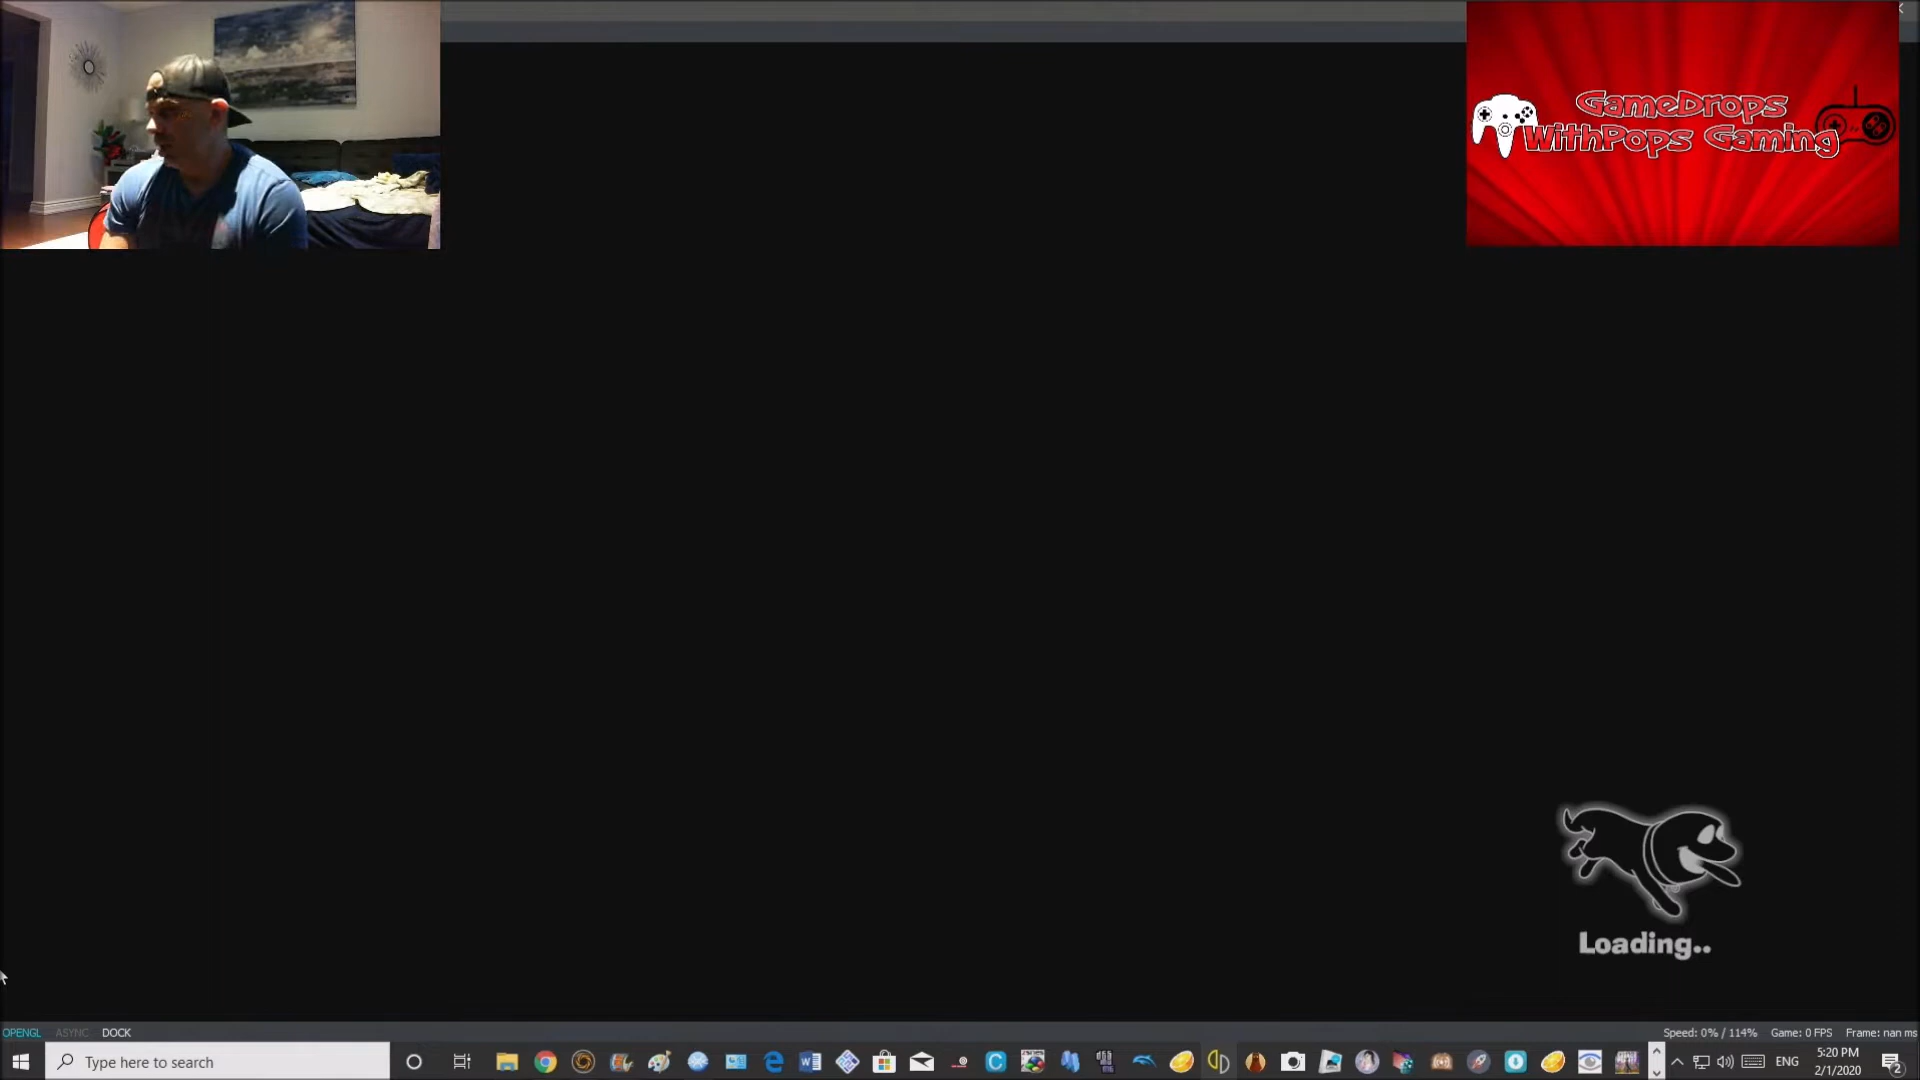 GameDrops
WithPops Gaming
Loading..
OPENGL ASYNC DOCK
Speed: 0% / 114% Game: 0 FPS Frame: nan ms
Type here to search
ENG
5:20 PM
2/1/2020
2